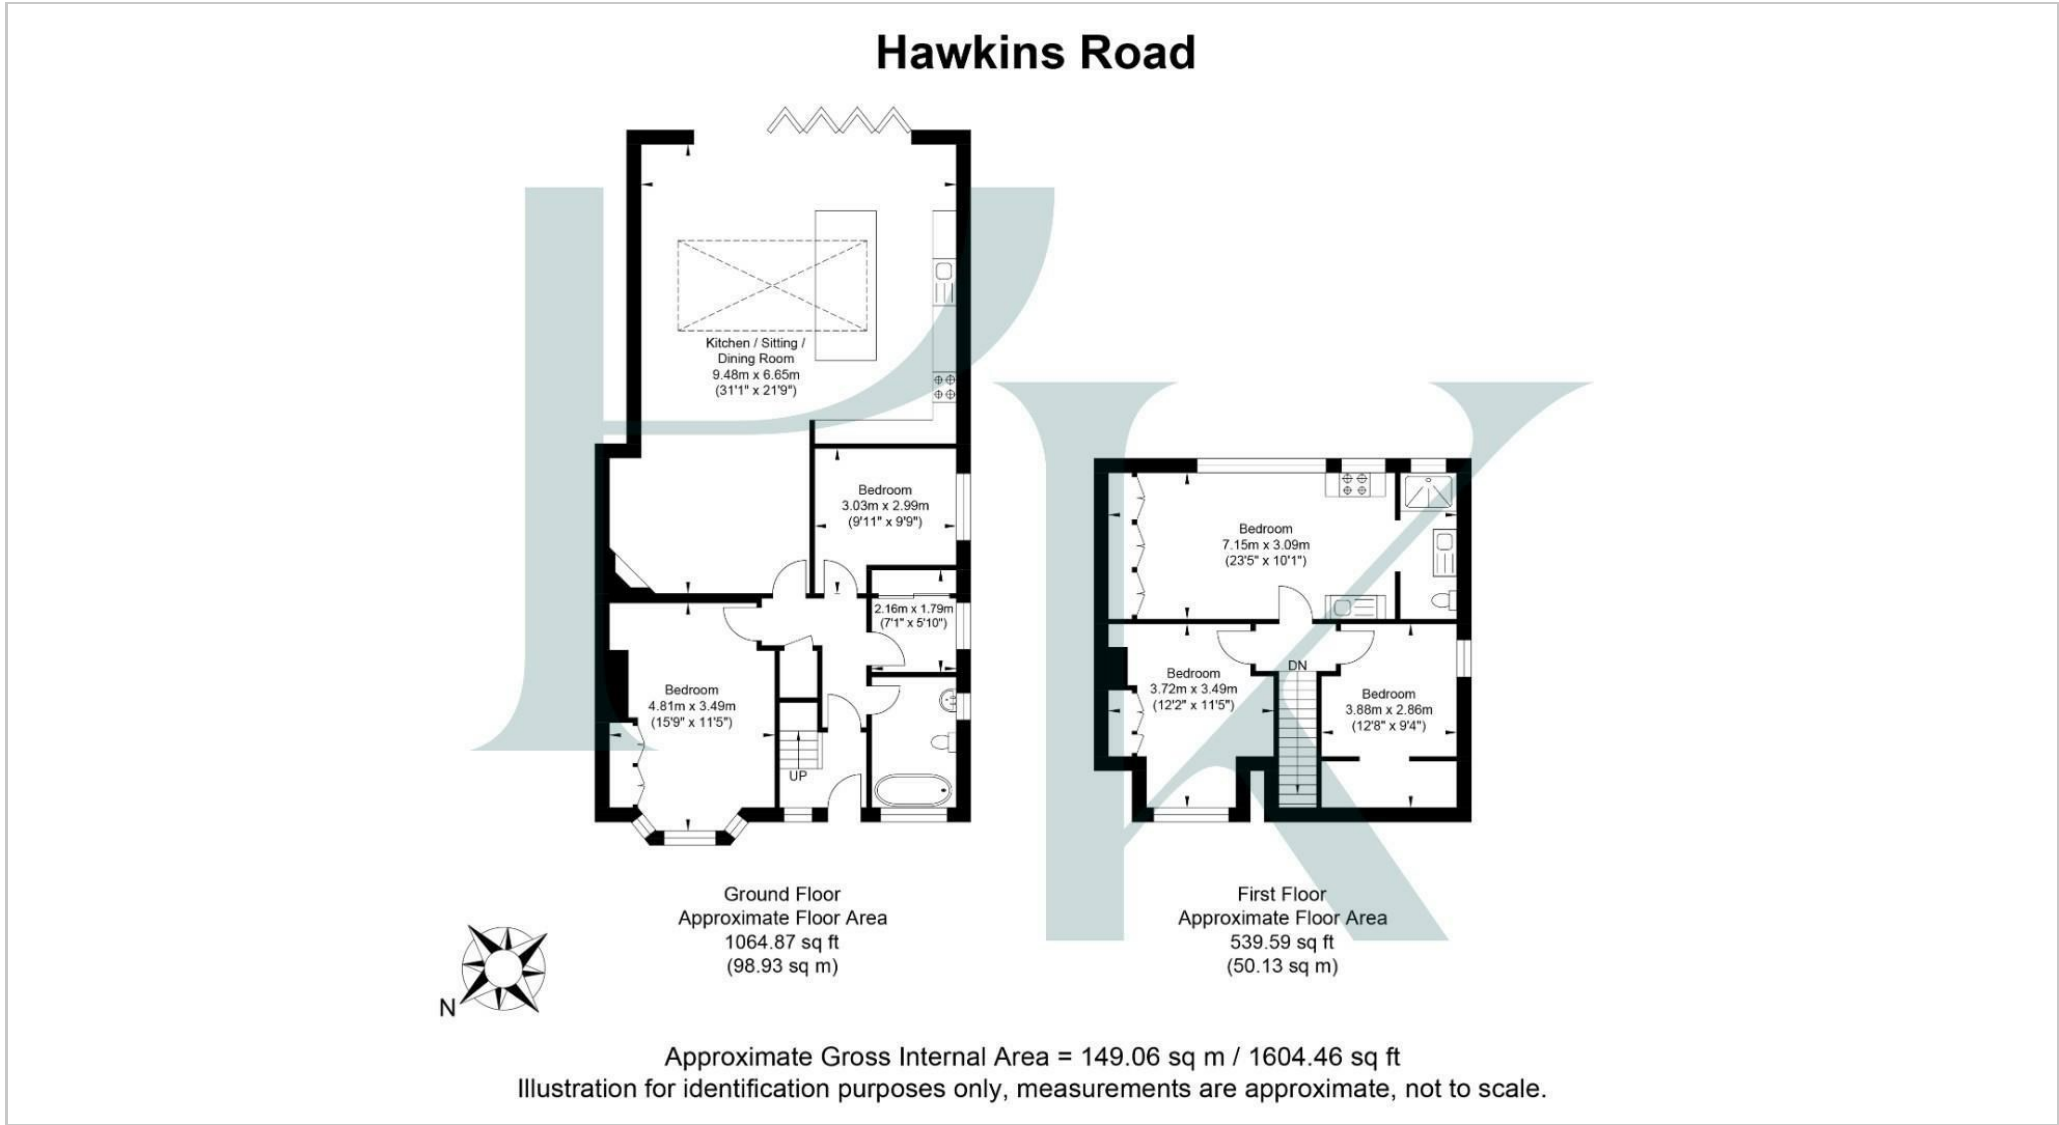 Hawkins Road
Kitchen / Sitting /
Dining Room
9.48m x 6.65m
(31'1" x 21'9")
Bedroom
3.03m x 2.99m
(9'11" x 9'9")
2.16m x 1.79m
(7'1" x 5'10")
Bedroom
4.81m x 3.49m
(15'9" x 11'5")
UP
Bedroom
7.15m x 3.09m
(23'5" x 10'1")
DN
Bedroom
3.72m x 3.49m
(12'2" x 11'5")
Bedroom
3.88m x 2.86m
(12'8" x 9'4")
Ground Floor
Approximate Floor Area
1064.87 sq ft
(98.93 sq m)
First Floor
Approximate Floor Area
539.59 sq ft
(50.13 sq m)
N
PK
Approximate Gross Internal Area = 149.06 sq m / 1604.46 sq ft
Illustration for identification purposes only, measurements are approximate, not to scale.